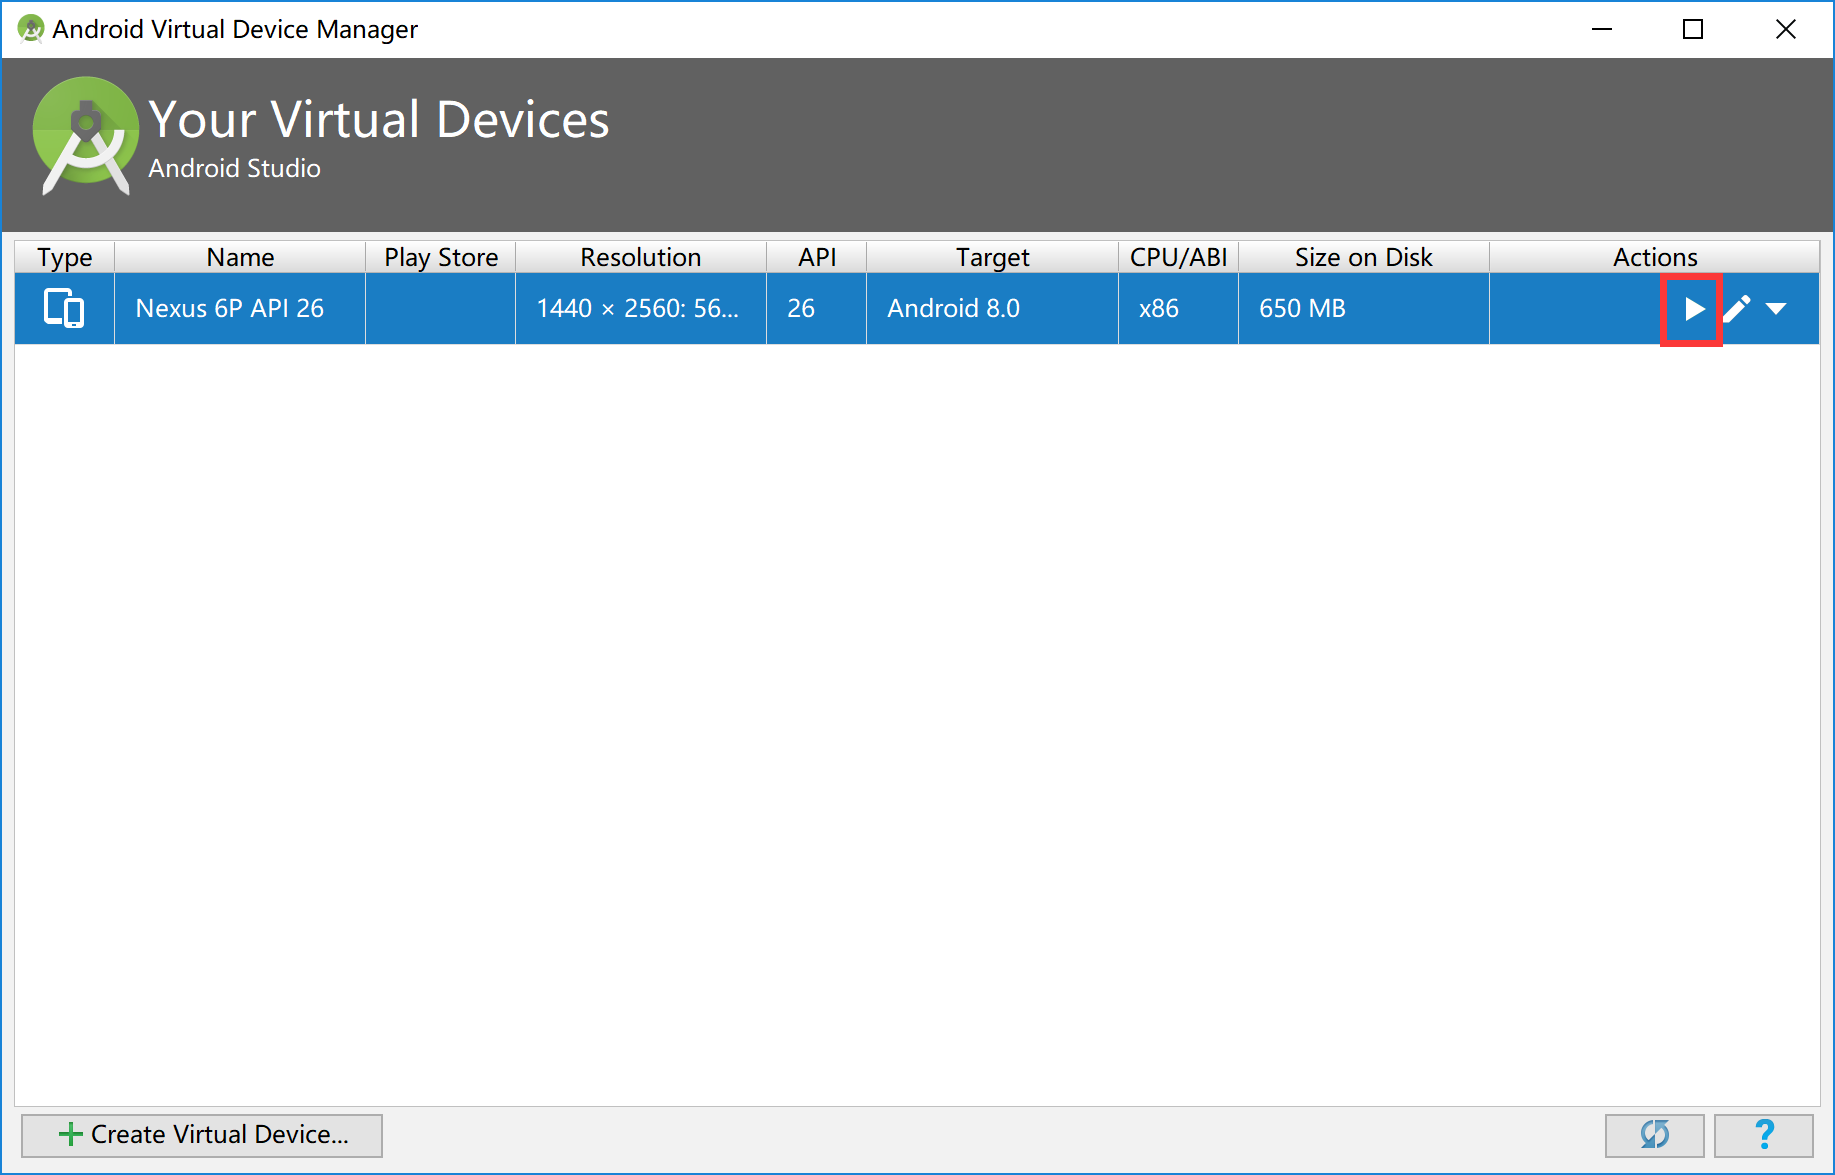 Android Virtual Device Manager
Your Virtual Devices
Android Studio
Type Name Play Store Resolution API Target CPU/ABI Size on Disk Actions
Nexus 6P API 26 1440 × 2560: 56... 26 Android 8.0 x86 650 MB
Create Virtual Device... ?